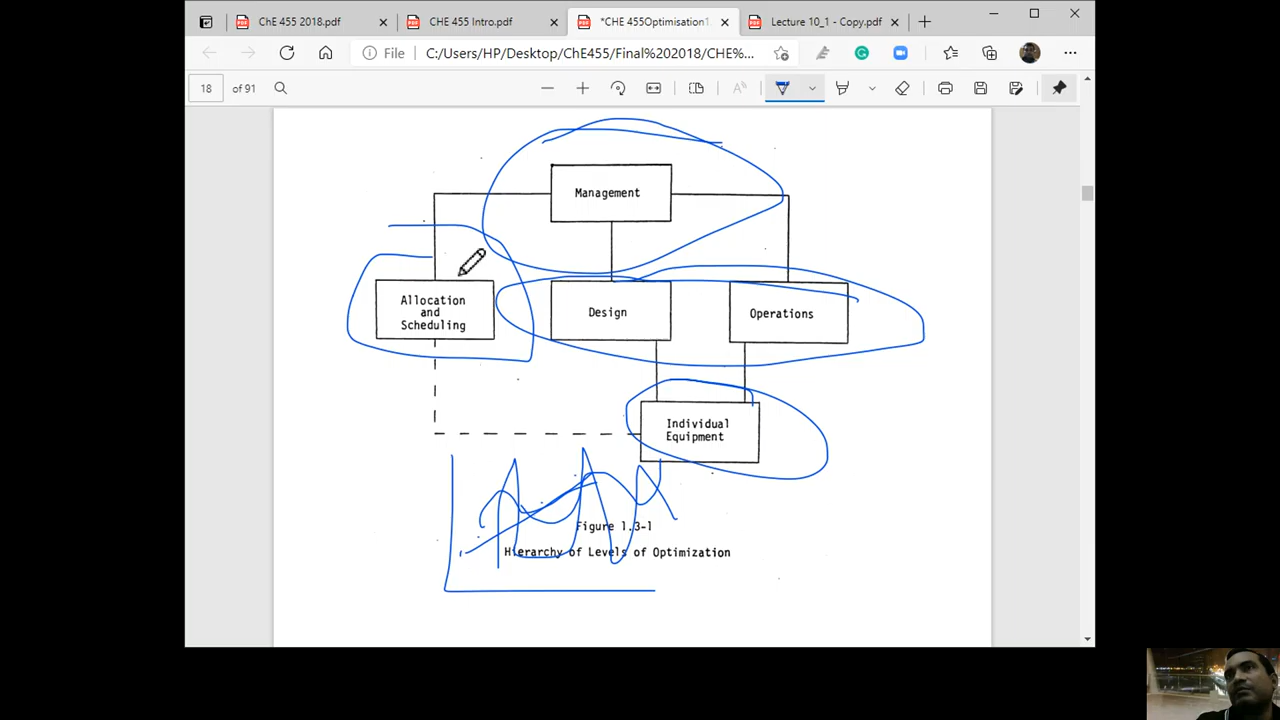 ChE 455 2018.pdf
CHE 455 Intro.pdf
*CHE 455Optimisation1.
Lecture 10_1 - Copy.pdf
File
C:/Users/HP/Desktop/ChE455/Final%202018/CHE%...
18 of 91
Management
Allocation
and
Scheduling
Design
Operations
Individual
Equipment
Figure 1.3-1
Hierarchy of Levels of Optimization